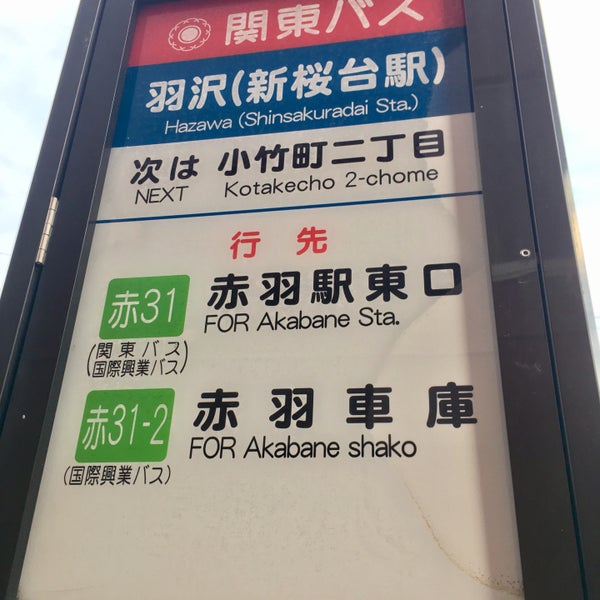 関東バス
羽沢(新桜台駅)
Hazawa (Shinsakuradai Sta.)
次は 小竹町二丁目
NEXT Kotakecho 2-chome
行先
赤31 赤羽駅東口
FOR Akabane Sta.
(関東バス
国際興業バス)
赤31-2 赤羽車庫
FOR Akabane shako
(国際興業バス)